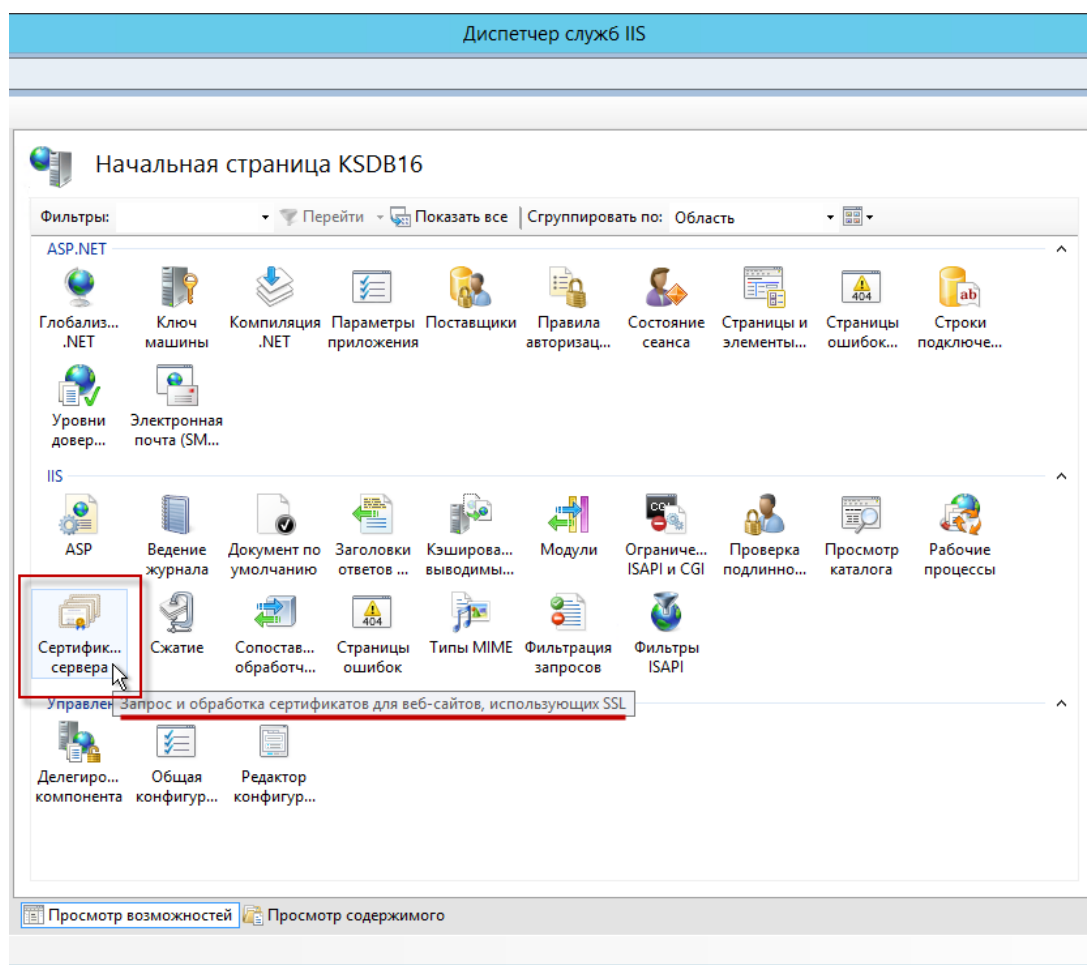 Диспетчер служб IIS
Начальная страница KSDB16
Фильтры: Перейти Показать все Сгруппировать по: Область
ASP.NET
Глобализ... Ключ Компиляция Параметры Поставщики Правила Состояние Страницы и Страницы Строки
.NET машины .NET приложения авторизац... сеанса элементы... ошибок... подключе...
Уровни Электронная
довер... почта (SM...
IIS
ASP Ведение Документ по Заголовки Кэширова... Модули Ограниче... Проверка Просмотр Рабочие
журнала умолчанию ответов ... выводимы... ISAPI и CGI подлинно... каталога процессы
Сертифик... Сжатие Сопостав... Страницы Типы MIME Фильтрация Фильтры
сервера обработч... ошибок запросов ISAPI
Управлен Запрос и обработка сертификатов для веб-сайтов, использующих SSL
Делегиро... Общая Редактор
компонента конфигур... конфигур...
Просмотр возможностей Просмотр содержимого